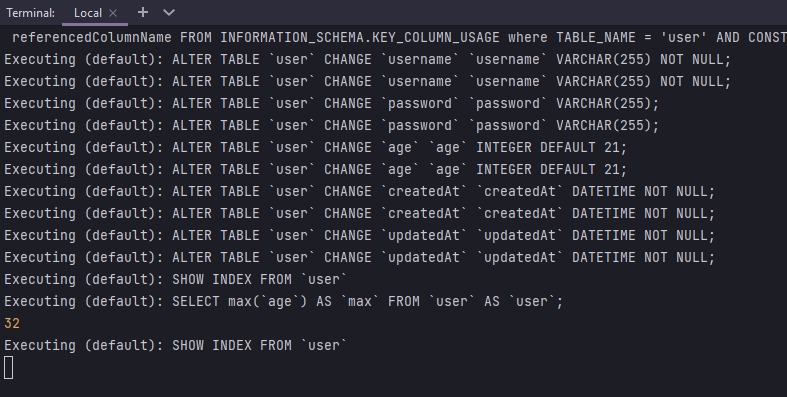 Terminal: Local × +
referencedColumnName FROM INFORMATION_SCHEMA.KEY_COLUMN_USAGE where TABLE_NAME = 'user' AND CONST
Executing (default): ALTER TABLE `user` CHANGE `username` `username` VARCHAR(255) NOT NULL;
Executing (default): ALTER TABLE `user` CHANGE `username` `username` VARCHAR(255) NOT NULL;
Executing (default): ALTER TABLE `user` CHANGE `password` `password` VARCHAR(255);
Executing (default): ALTER TABLE `user` CHANGE `password` `password` VARCHAR(255);
Executing (default): ALTER TABLE `user` CHANGE `age` `age` INTEGER DEFAULT 21;
Executing (default): ALTER TABLE `user` CHANGE `age` `age` INTEGER DEFAULT 21;
Executing (default): ALTER TABLE `user` CHANGE `createdAt` `createdAt` DATETIME NOT NULL;
Executing (default): ALTER TABLE `user` CHANGE `createdAt` `createdAt` DATETIME NOT NULL;
Executing (default): ALTER TABLE `user` CHANGE `updatedAt` `updatedAt` DATETIME NOT NULL;
Executing (default): ALTER TABLE `user` CHANGE `updatedAt` `updatedAt` DATETIME NOT NULL;
Executing (default): SHOW INDEX FROM `user`
Executing (default): SELECT max(`age`) AS `max` FROM `user` AS `user`;
32
Executing (default): SHOW INDEX FROM `user`